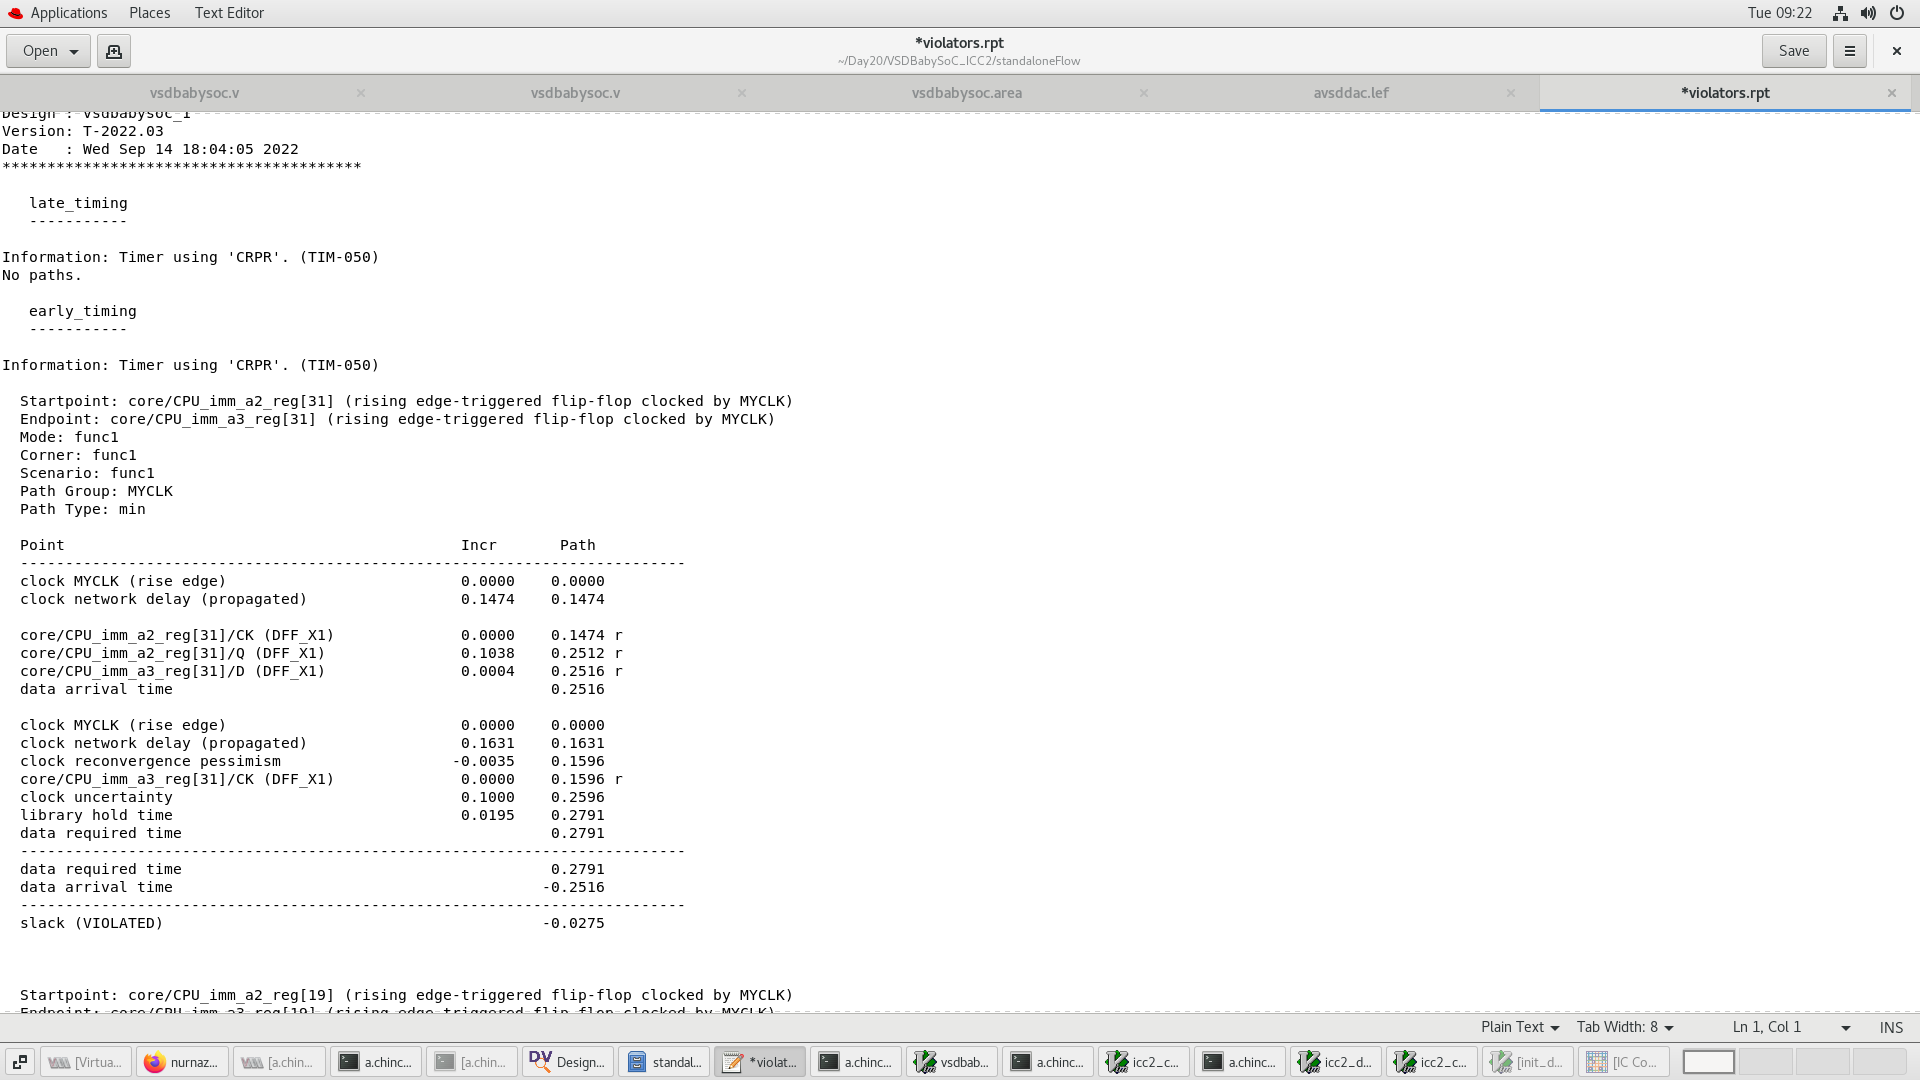 Applications Places Text Editor Tue 09:22
Open *violators.rpt Save
~/Day20/VSDBabySoC_ICC2/standaloneFlow
vsdbabysoc.v vsdbabysoc.v vsdbabysoc.area avsddac.lef *violators.rpt
Design : vsdbabysoc_1
Version: T-2022.03
Date   : Wed Sep 14 18:04:05 2022
****************************************
late_timing
-----------
Information: Timer using 'CRPR'. (TIM-050)
No paths.
early_timing
-----------
Information: Timer using 'CRPR'. (TIM-050)
Startpoint: core/CPU_imm_a2_reg[31] (rising edge-triggered flip-flop clocked by MYCLK)
Endpoint: core/CPU_imm_a3_reg[31] (rising edge-triggered flip-flop clocked by MYCLK)
Mode: func1
Corner: func1
Scenario: func1
Path Group: MYCLK
Path Type: min
Point Incr Path
--------------------------------------------------------------------------
clock MYCLK (rise edge) 0.0000 0.0000
clock network delay (propagated) 0.1474 0.1474
core/CPU_imm_a2_reg[31]/CK (DFF_X1) 0.0000 0.1474 r
core/CPU_imm_a2_reg[31]/Q (DFF_X1) 0.1038 0.2512 r
core/CPU_imm_a3_reg[31]/D (DFF_X1) 0.0004 0.2516 r
data arrival time 0.2516
clock MYCLK (rise edge) 0.0000 0.0000
clock network delay (propagated) 0.1631 0.1631
clock reconvergence pessimism -0.0035 0.1596
core/CPU_imm_a3_reg[31]/CK (DFF_X1) 0.0000 0.1596 r
clock uncertainty 0.1000 0.2596
library hold time 0.0195 0.2791
data required time 0.2791
--------------------------------------------------------------------------
data required time 0.2791
data arrival time -0.2516
--------------------------------------------------------------------------
slack (VIOLATED) -0.0275
Startpoint: core/CPU_imm_a2_reg[19] (rising edge-triggered flip-flop clocked by MYCLK)
Endpoint: core/CPU_imm_a3_reg[19] (rising edge-triggered flip-flop clocked by MYCLK)
Plain Text Tab Width: 8 Ln 1, Col 1 INS
[Virtua... nurnaz... [a.chin... a.chinc... [a.chin... Design... standal... *violat... a.chinc... vsdbab... a.chinc... icc2_c... a.chinc... icc2_d... icc2_c... [init_d... [IC Co...